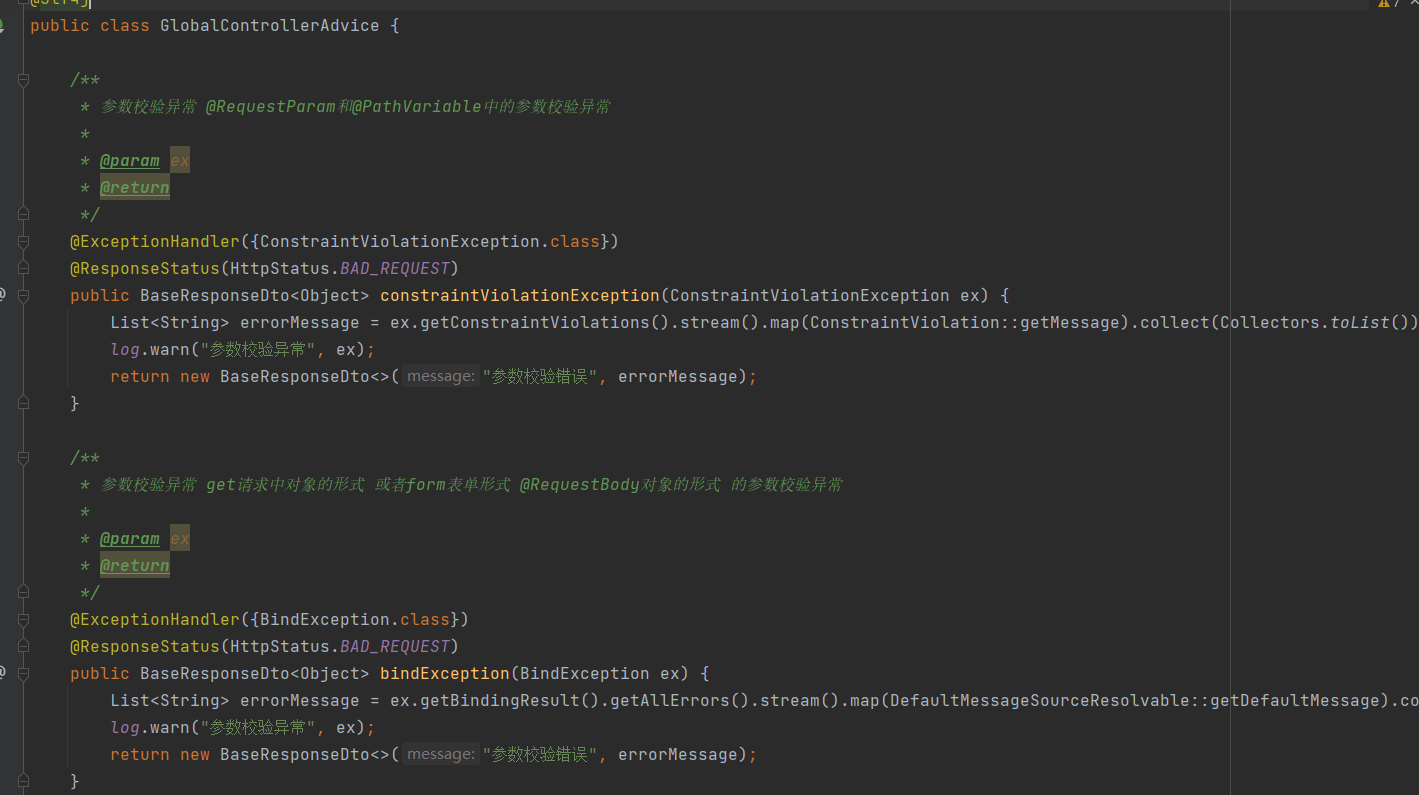 public class GlobalControllerAdvice {
/**
* 参数校验异常 @RequestParam和@PathVariable中的参数校验异常
*
* @param ex
* @return
*/
@ExceptionHandler({ConstraintViolationException.class})
@ResponseStatus(HttpStatus.BAD_REQUEST)
public BaseResponseDto<Object> constraintViolationException(ConstraintViolationException ex) {
List<String> errorMessage = ex.getConstraintViolations().stream().map(ConstraintViolation::getMessage).collect(Collectors.toList())
log.warn("参数校验异常", ex);
return new BaseResponseDto<>( message: "参数校验错误", errorMessage);
}
/**
* 参数校验异常 get请求中对象的形式 或者form表单形式 @RequestBody对象的形式 的参数校验异常
*
* @param ex
* @return
*/
@ExceptionHandler({BindException.class})
@ResponseStatus(HttpStatus.BAD_REQUEST)
public BaseResponseDto<Object> bindException(BindException ex) {
List<String> errorMessage = ex.getBindingResult().getAllErrors().stream().map(DefaultMessageSourceResolvable::getDefaultMessage).co
log.warn("参数校验异常", ex);
return new BaseResponseDto<>( message: "参数校验错误", errorMessage);
}